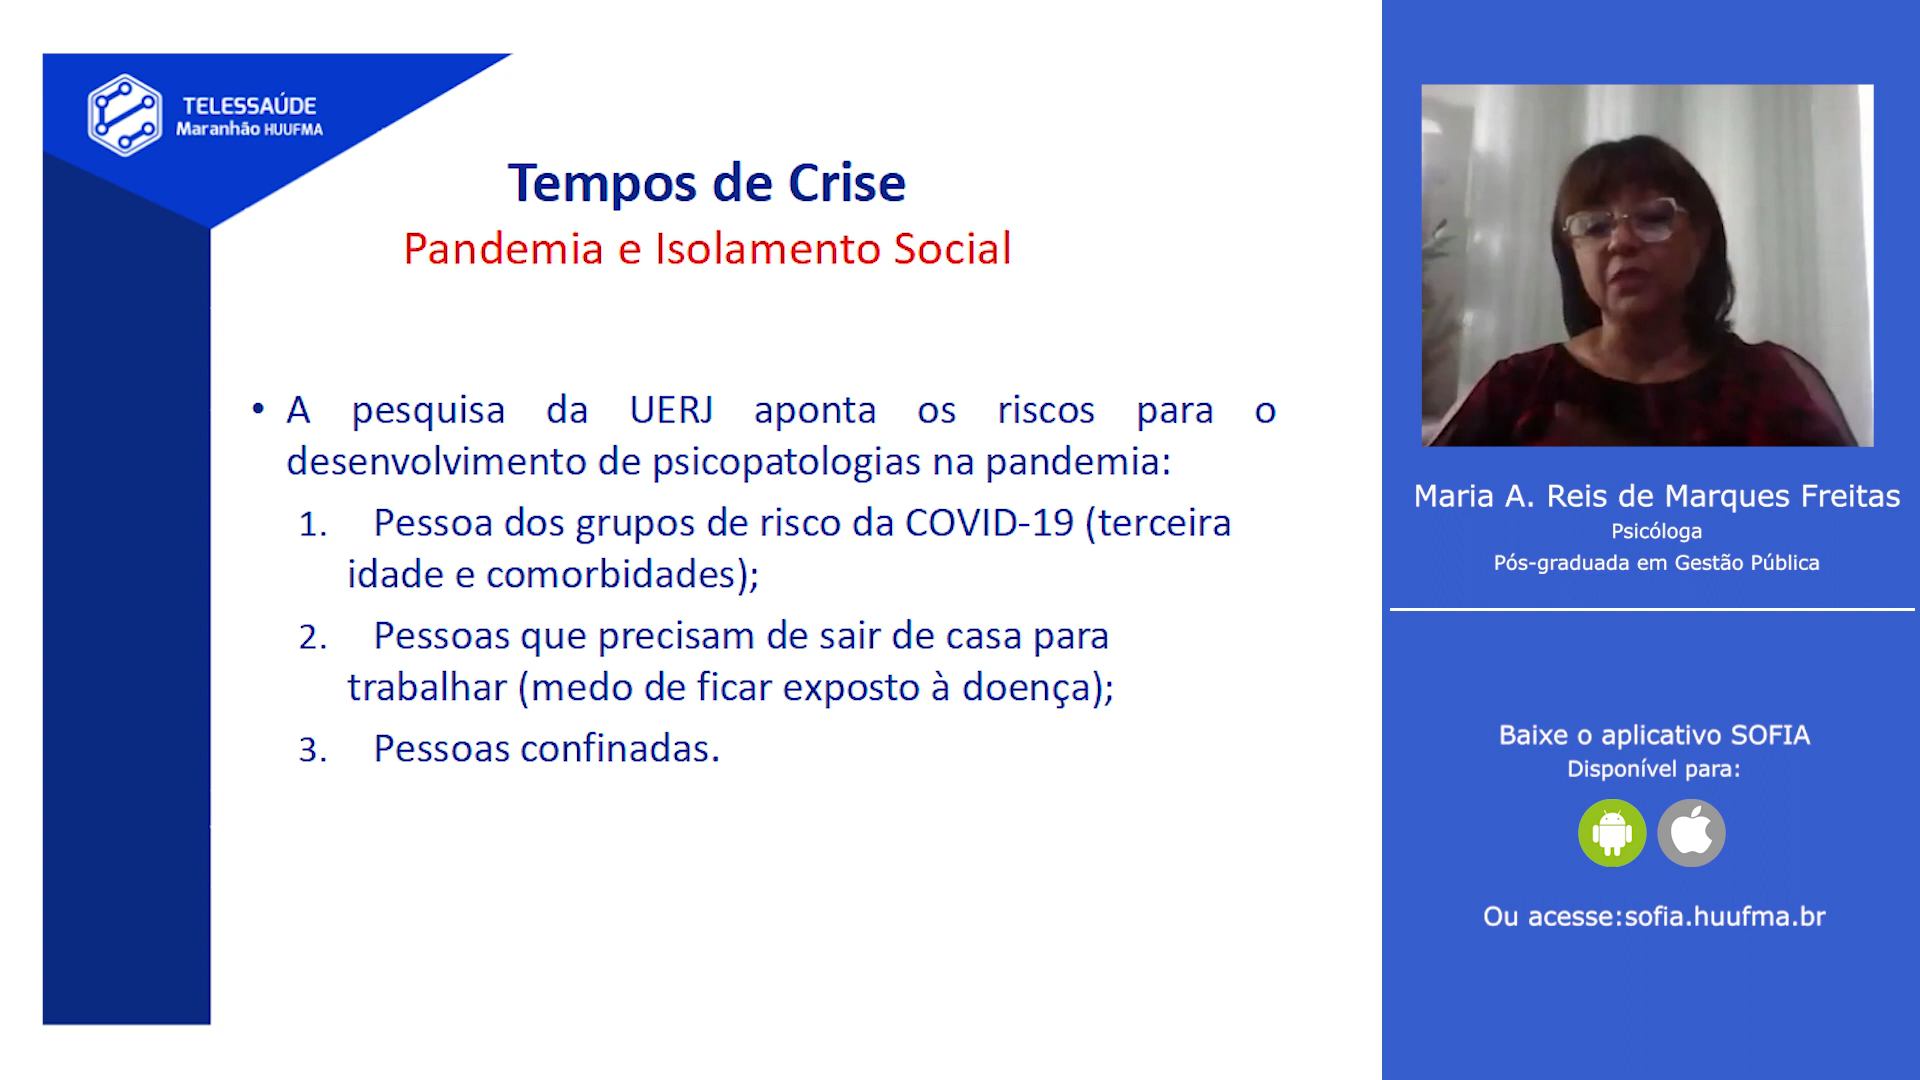 TELESSAÚDE
Maranhão HUUFMA
Tempos de Crise
Pandemia e Isolamento Social
• A pesquisa da UERJ aponta os riscos para o
desenvolvimento de psicopatologias na pandemia:
1. Pessoa dos grupos de risco da COVID-19 (terceira
idade e comorbidades);
2. Pessoas que precisam de sair de casa para
trabalhar (medo de ficar exposto à doença);
3. Pessoas confinadas.
Maria A. Reis de Marques Freitas
Psicóloga
Pós-graduada em Gestão Pública
Baixe o aplicativo SOFIA
Disponível para:
Ou acesse:sofia.huufma.br